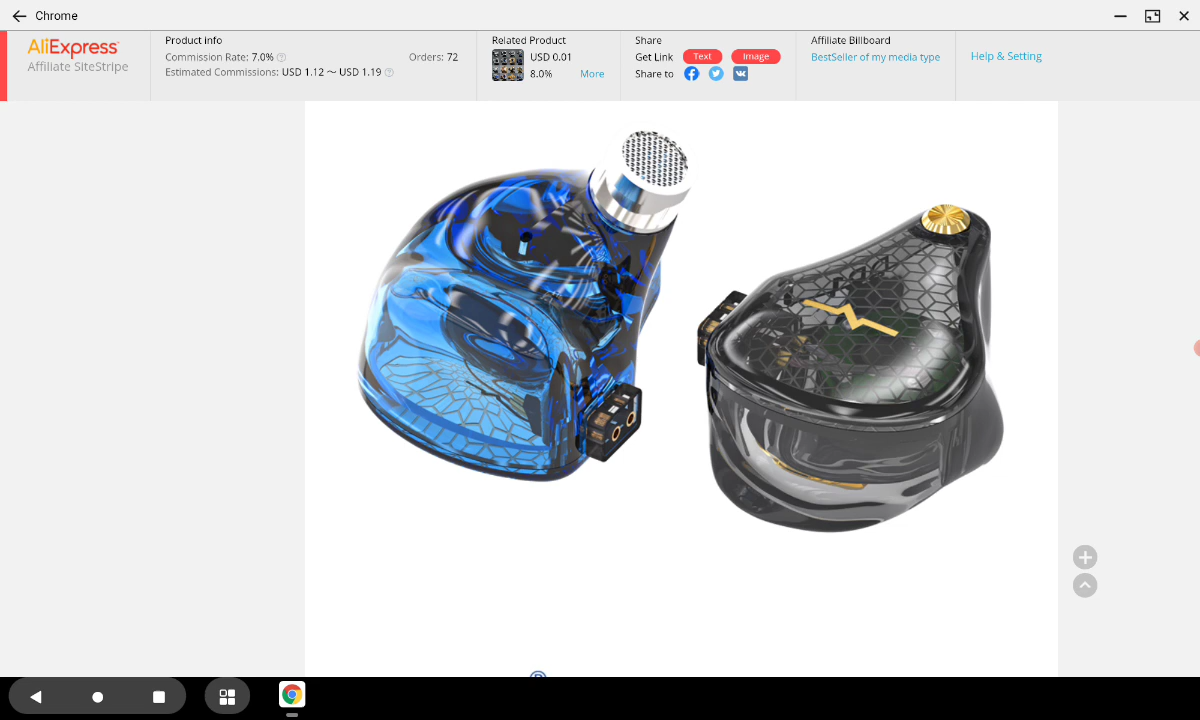 Chrome
AliExpress
Affiliate SiteStripe
Product info
Commission Rate: 7.0%
Orders: 72
Estimated Commissions: USD 1.12 ～ USD 1.19
Related Product
USD 0.01
8.0%
More
Share
Get Link
Text
Image
Share to
Affiliate Billboard
BestSeller of my media type
Help & Setting